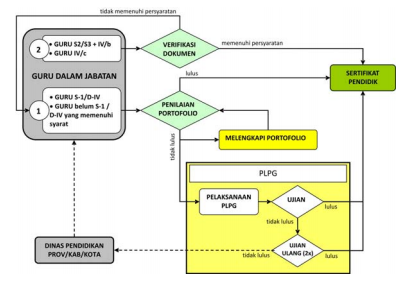 tidak memenuhi persyaratan
2
• GURU S2/S3 + IV/b
• GURU IV/c
VERIFIKASI
DOKUMEN
memenuhi persyaratan
GURU DALAM JABATAN
lulus
SERTIFIKAT
PENDIDIK
1
• GURU S-1/D-IV
• GURU belum S-1 /
D-IV yang memenuhi
syarat
PENILAIAN
PORTOFOLIO
MELENGKAPI PORTOFOLIO
tidak lulus
PLPG
PELAKSANAAN
PLPG
UJIAN
lulus
tidak lulus
DINAS PENDIDIKAN
PROV/KAB/KOTA
UJIAN
ULANG (2x)
tidak lulus
lulus